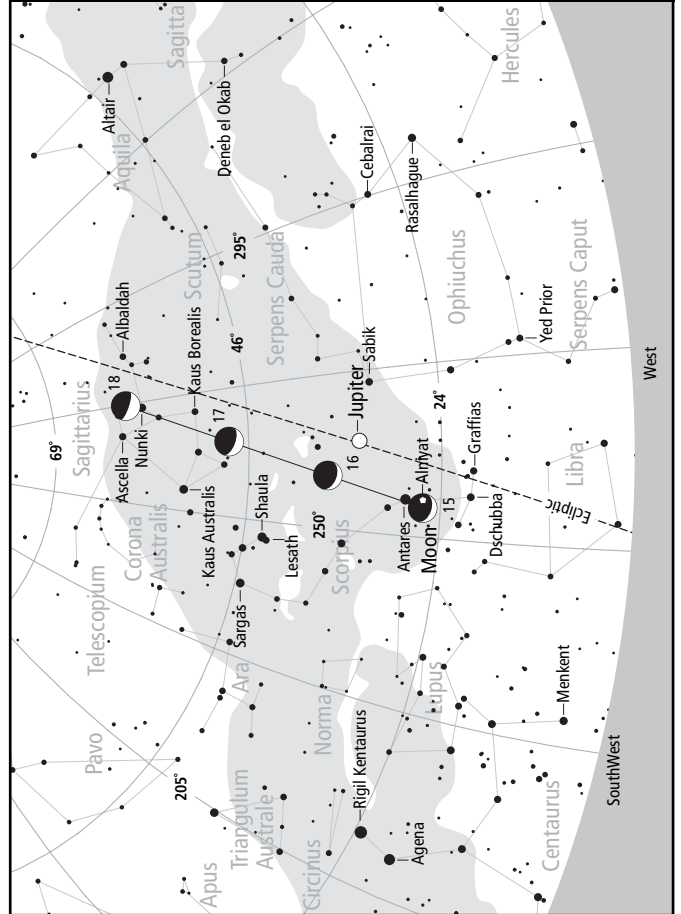 Sagitta
Hercules
Altair
Deneb el Okab
Aquila
Cebalrai
Rasalhague
Scutum
295°
Serpens Cauda
Ophiuchus
Serpens Caput
Albaldah
Kaus Borealis
46°
Sabik
Yed Prior
West
Sagittarius
18
17
Jupiter
24°
69°
Ascella
Nunki
16
Alniyat
Graffias
Libra
Kaus Australis
Shaula
250°
Antares
Moon
15
Ecliptic
Corona
Australis
Lesath
Scorpius
Dschubba
Telescopium
Sargas
Ara
Norma
Lupus
Menkent
Pavo
205°
Rigil Kentaurus
SouthWest
Triangulum
Australe
Agena
Centaurus
Apus
Circinus